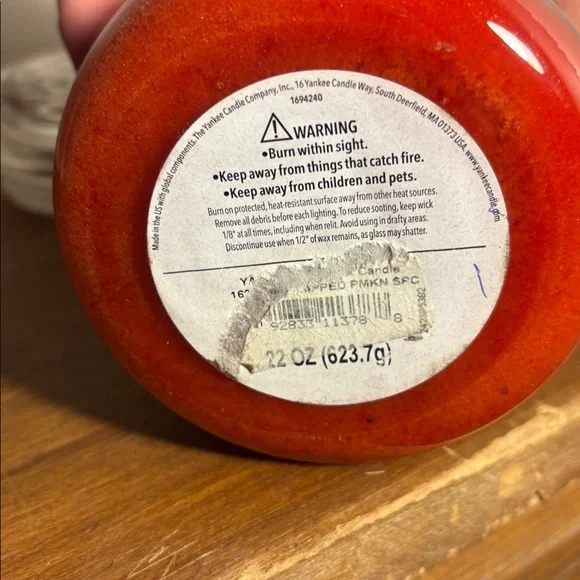 Made in the US with global components. The Yankee Candle Company, Inc., 16 Yankee Candle Way, South Deerfield, MA 01373 USA. www.yankeecandle.com
1694240
WARNING
•Burn within sight.
•Keep away from things that catch fire.
•Keep away from children and pets.
Burn on protected, heat-resistant surface away from other heat sources.
Remove all debris before each lighting. To reduce sooting, keep wick
1/8" at all times, including when relit. Avoid using in drafty areas.
Discontinue use when 1/2" of wax remains, as glass may shatter.
Candle
PMKN SPC
92833 11378 8
22 OZ (623.7g)